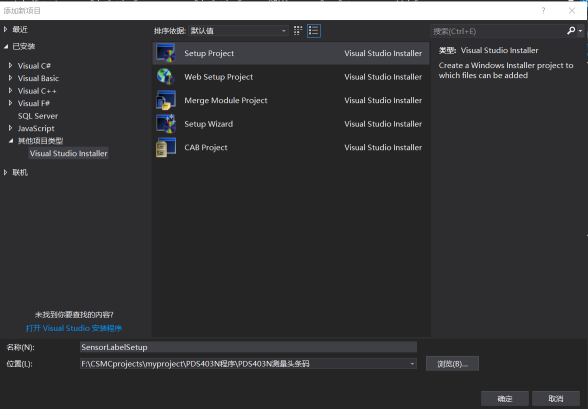 添加新项目
?
最近
已安装
Visual C#
Visual Basic
Visual C++
Visual F#
SQL Server
JavaScript
其他项目类型
Visual Studio Installer
联机
未找到你要查找的内容?
打开 Visual Studio 安装程序
排序依据: 默认值
Setup Project Visual Studio Installer
Web Setup Project Visual Studio Installer
Merge Module Project Visual Studio Installer
Setup Wizard Visual Studio Installer
CAB Project Visual Studio Installer
搜索(Ctrl+E)
类型: Visual Studio Installer
Create a Windows Installer project to
which files can be added
名称(N): SensorLabelSetup
位置(L): F:\CSMCprojects\myproject\PDS403N程序\PDS403N测量头条码
浏览(B)...
确定 取消